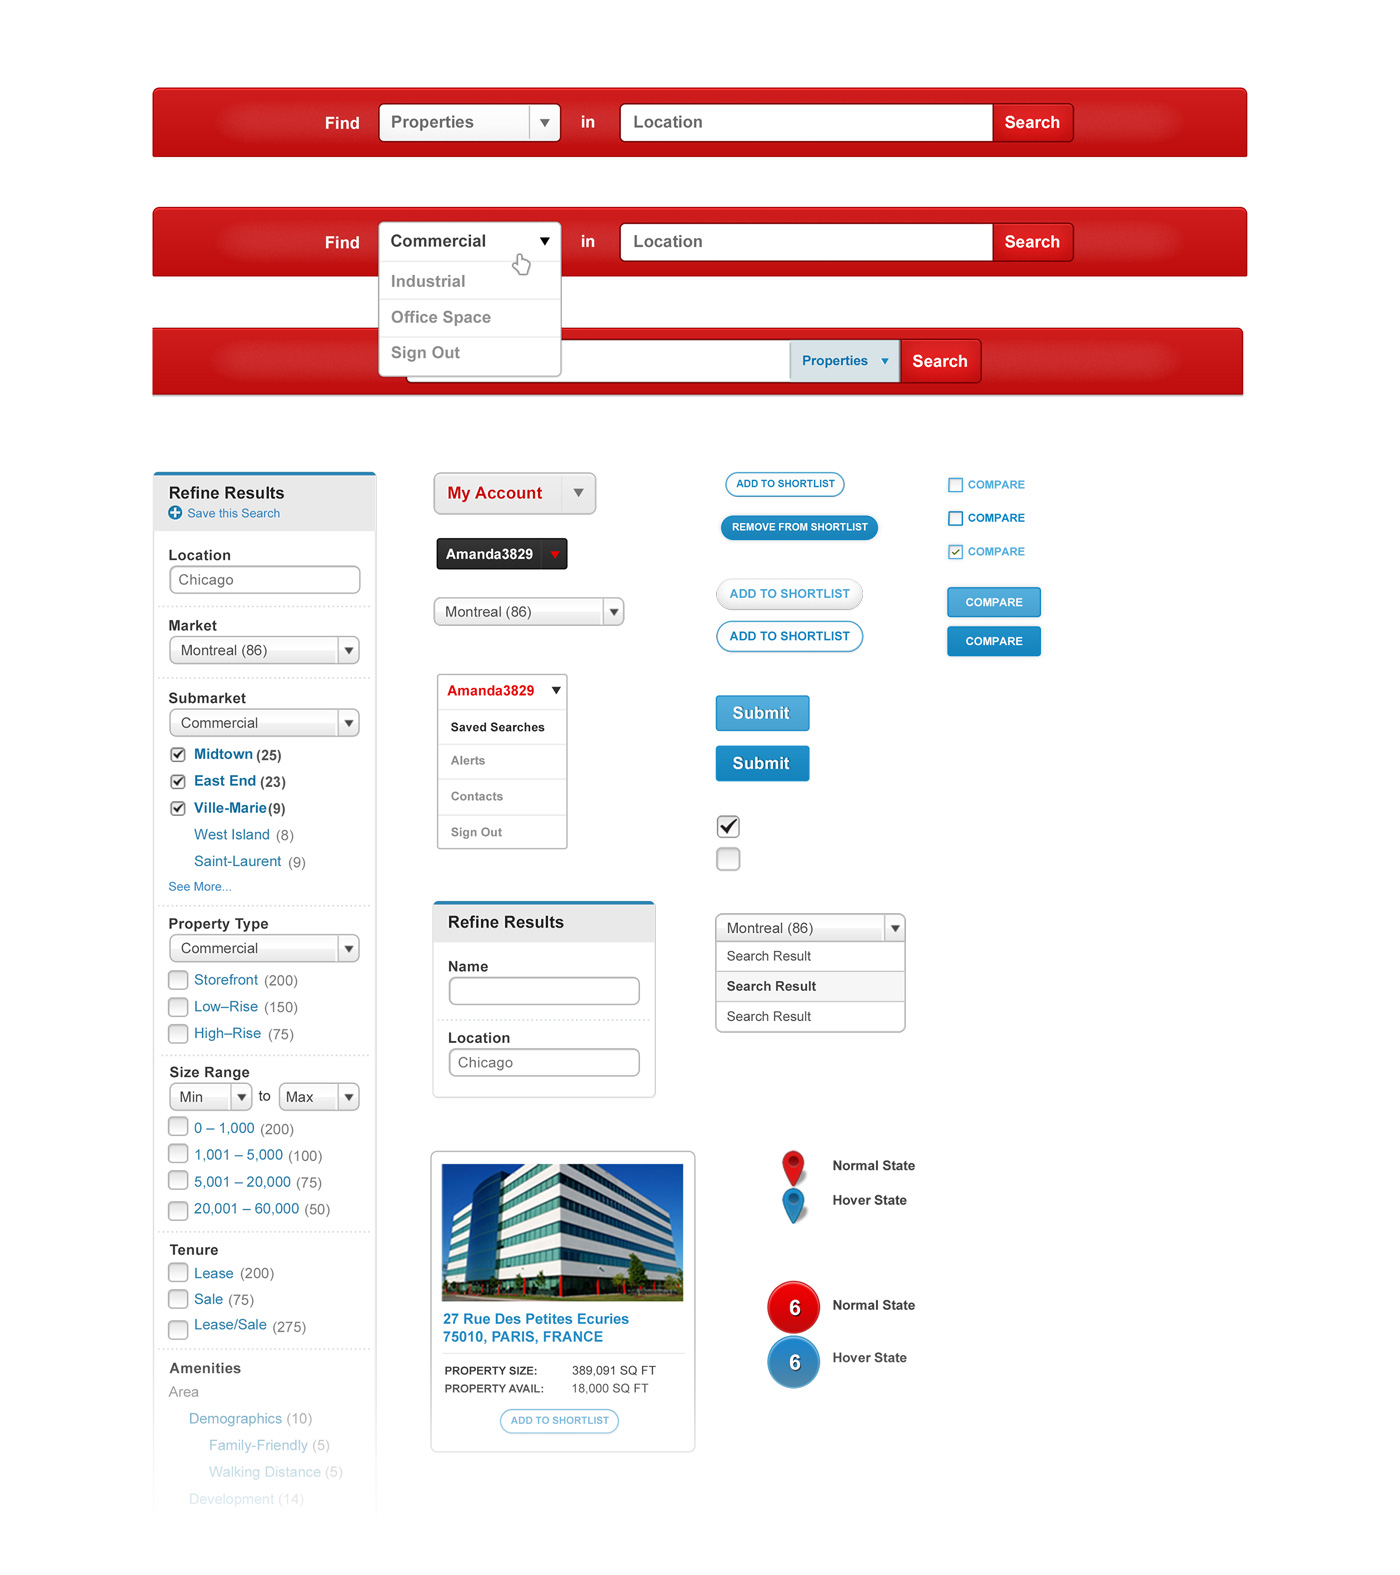 Find Properties in Location Search
Find Commercial in Location Search
Industrial
Office Space
Sign Out
Properties Search
Refine Results
Save this Search
Location
Chicago
Market
Montreal (86)
Submarket
Commercial
Midtown (25)
East End (23)
Ville-Marie(9)
West Island (8)
Saint-Laurent (9)
See More...
Property Type
Commercial
Storefront (200)
Low–Rise (150)
High–Rise (75)
Size Range
Min to Max
0 – 1,000 (200)
1,001 – 5,000 (100)
5,001 – 20,000 (75)
20,001 – 60,000 (50)
Tenure
Lease (200)
Sale (75)
Lease/Sale (275)
Amenities
Area
Demographics (10)
Family-Friendly (5)
Walking Distance (5)
Development (14)
My Account
Amanda3829
Montreal (86)
Amanda3829
Saved Searches
Alerts
Contacts
Sign Out
Refine Results
Name
Location
Chicago
27 Rue Des Petites Ecuries
75010, PARIS, FRANCE
PROPERTY SIZE: 389,091 SQ FT
PROPERTY AVAIL: 18,000 SQ FT
ADD TO SHORTLIST
ADD TO SHORTLIST
REMOVE FROM SHORTLIST
ADD TO SHORTLIST
ADD TO SHORTLIST
Submit
Submit
Montreal (86)
Search Result
Search Result
Search Result
COMPARE
COMPARE
COMPARE
COMPARE
COMPARE
Normal State
Hover State
6 Normal State
6 Hover State